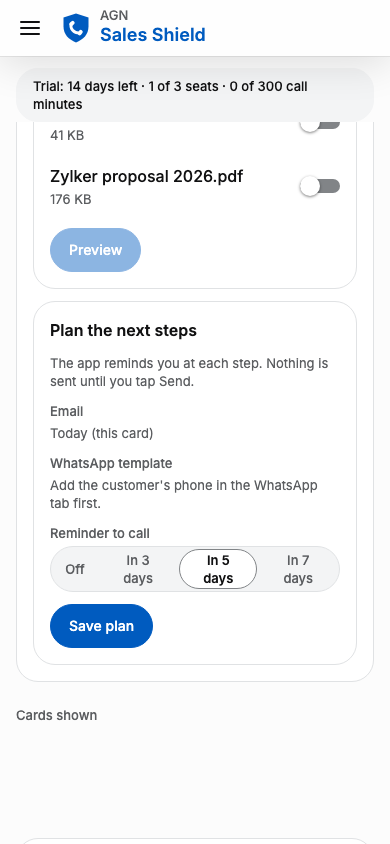 AGN
Sales Shield
Trial: 14 days left · 1 of 3 seats · 0 of 300 call
minutes
41 KB
Zylker proposal 2026.pdf
176 KB
Preview
Plan the next steps
The app reminds you at each step. Nothing is
sent until you tap Send.
Email
Today (this card)
WhatsApp template
Add the customer's phone in the WhatsApp
tab first.
Reminder to call
Off
In 3
days
In 5
days
In 7
days
Save plan
Cards shown